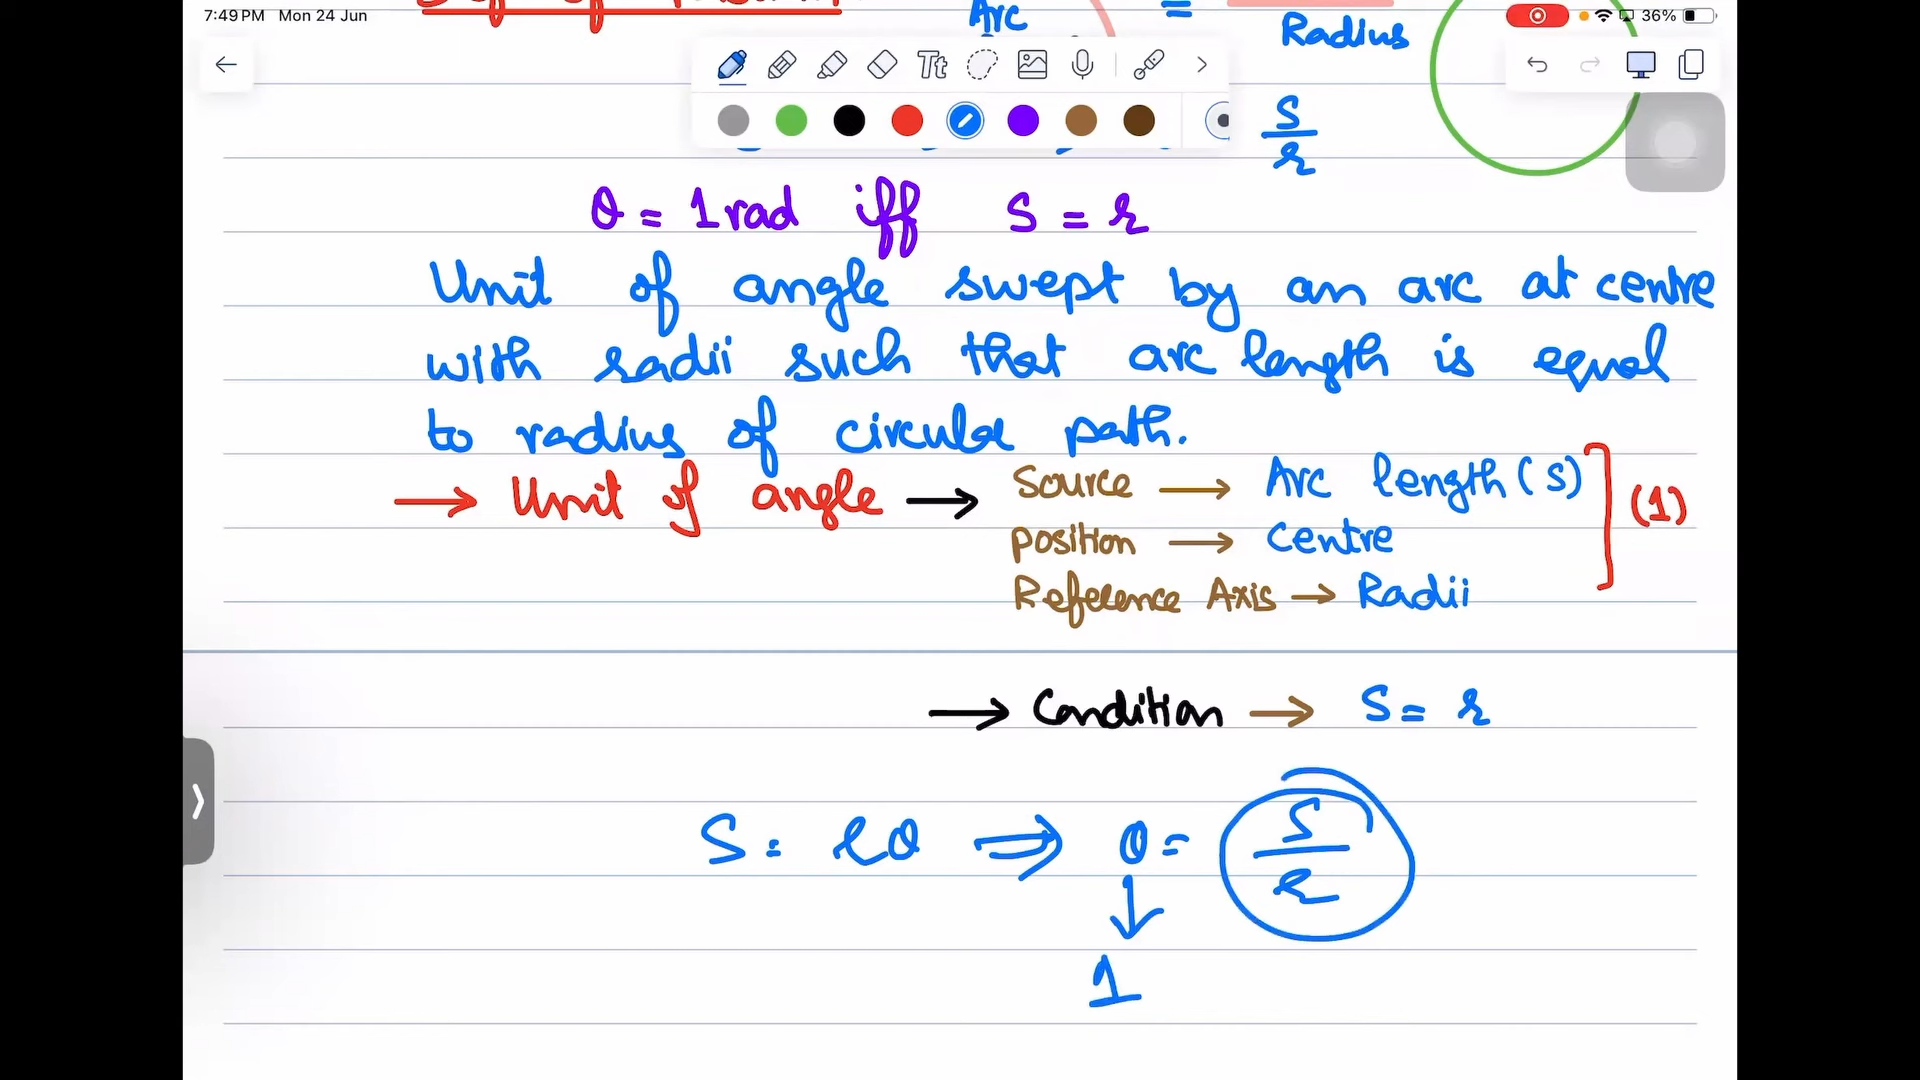 7:49 PM Mon 24 Jun 36%
Arc = Radius
Tt
S/r
θ = 1 rad iff S = r
Unit of angle swept by an arc at centre
with radii such that arc length is equal
to radius of circular path.
→ Unit of angle → Source → Arc length (S)
Position → Centre
Reference Axis → Radii
] (1)
→ Condition → S = r
S = rθ ⇒ θ = S/r
↓
1